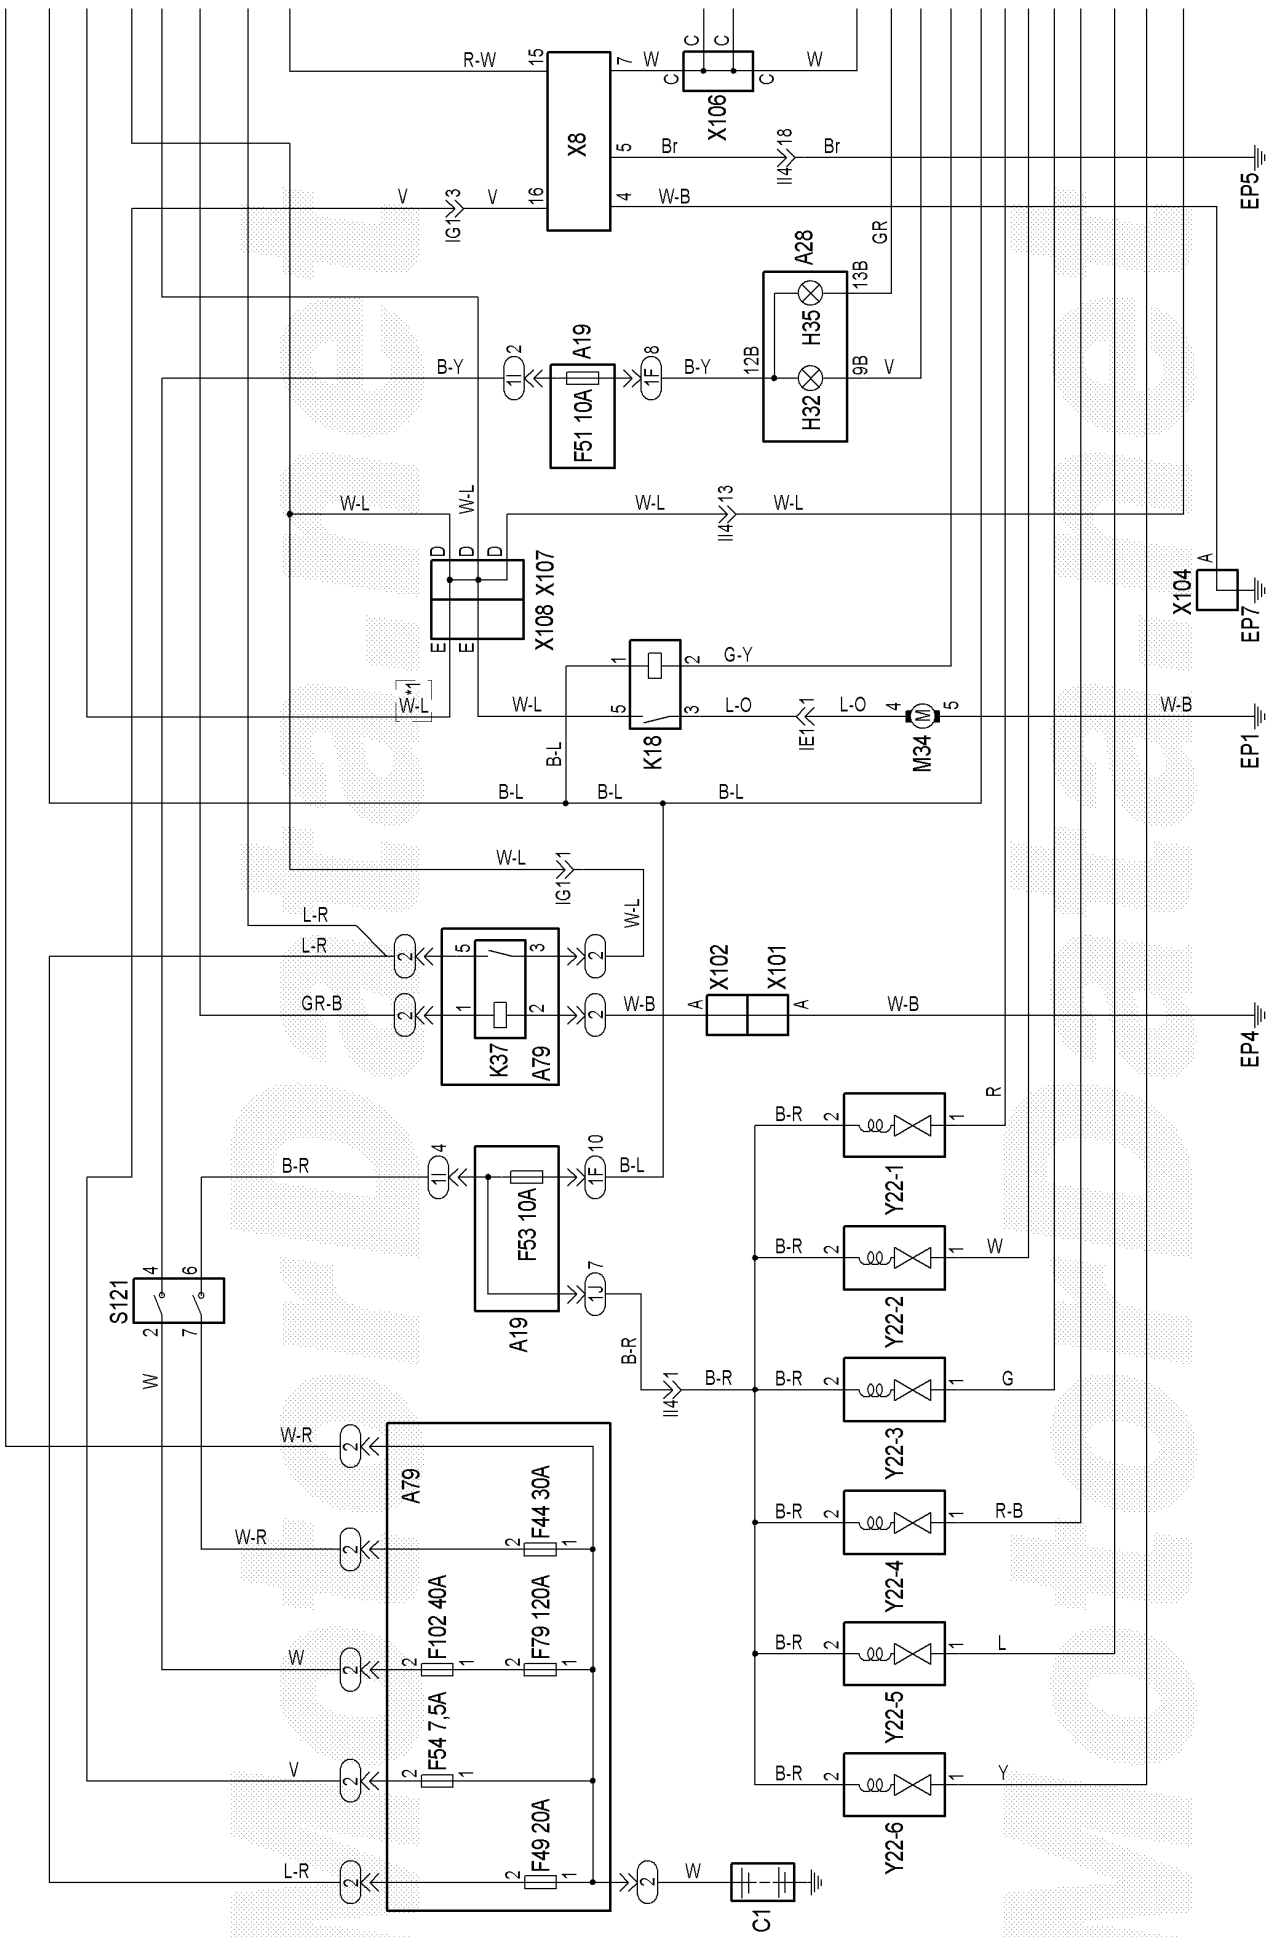 R-W
15
7
W
C
C
C
C
W
X106
X8
5
Br
II4
18
Br
EP5
V
IG1
3
V
16
4
W-B
GR
A28
13B
H35
12B
H32
9B
V
B-Y
1I
2
A19
F51 10A
1F
8
B-Y
W-L
W-L
D
D
D
W-L
II4
13
W-L
X108 X107
E
E
*1
W-L
X104
A
EP7
1
2
G-Y
W-L
5
3
K18
L-O
IE1
1
L-O
4
M
5
M34
W-B
EP1
B-L
B-L
B-L
B-L
W-L
IG1
1
W-L
L-R
L-R
2
5
3
2
GR-B
2
1
2
2
K37
A79
W-B
A
X102
X101
A
W-B
EP4
B-R
1I
4
F53 10A
1F
10
B-L
A19
1J
7
B-R
II4
1
B-R
S121
4
6
2
7
W
B-R
2
1
R
Y22-1
B-R
2
1
W
Y22-2
B-R
2
1
G
Y22-3
B-R
2
1
R-B
Y22-4
B-R
2
1
L
Y22-5
B-R
2
1
Y
Y22-6
W-R
2
A79
W-R
2
2
F44 30A
1
W
2
2
F102 40A
1
2
F79 120A
1
V
2
2
F54 7,5A
1
L-R
2
2
F49 20A
1
2
W
C1